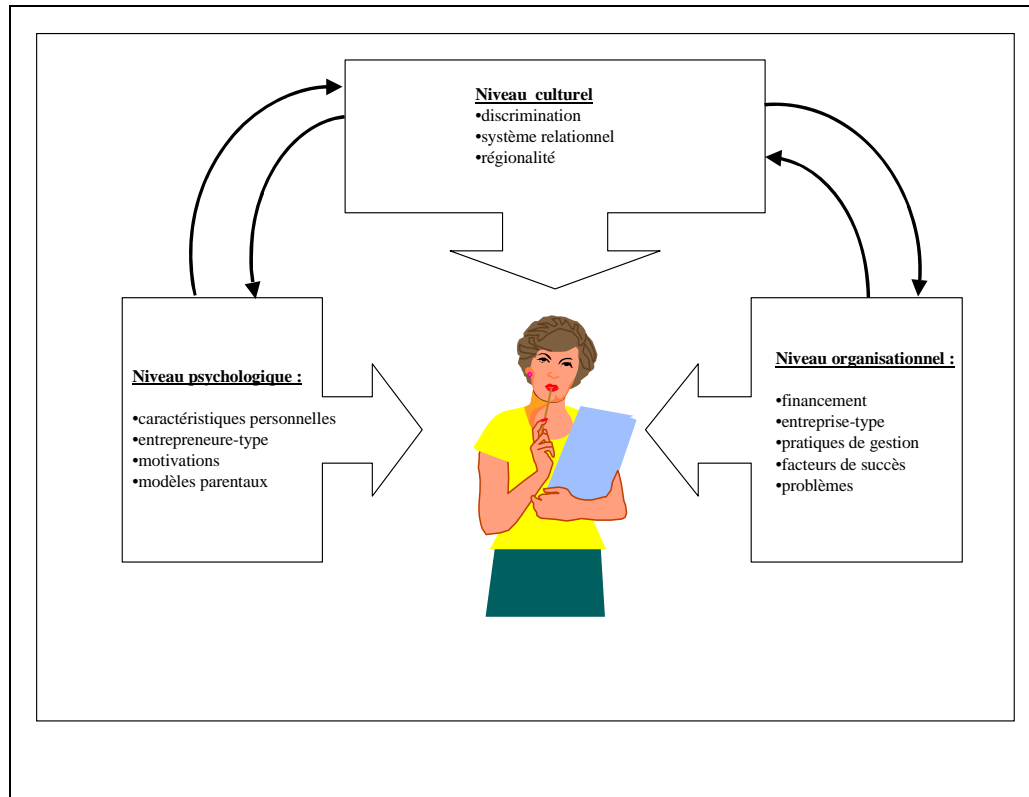 Niveau culturel
•discrimination
•système relationnel
•régionalité
Niveau psychologique :
•caractéristiques personnelles
•entrepreneure-type
•motivations
•modèles parentaux
Niveau organisationnel :
•financement
•entreprise-type
•pratiques de gestion
•facteurs de succès
•problèmes